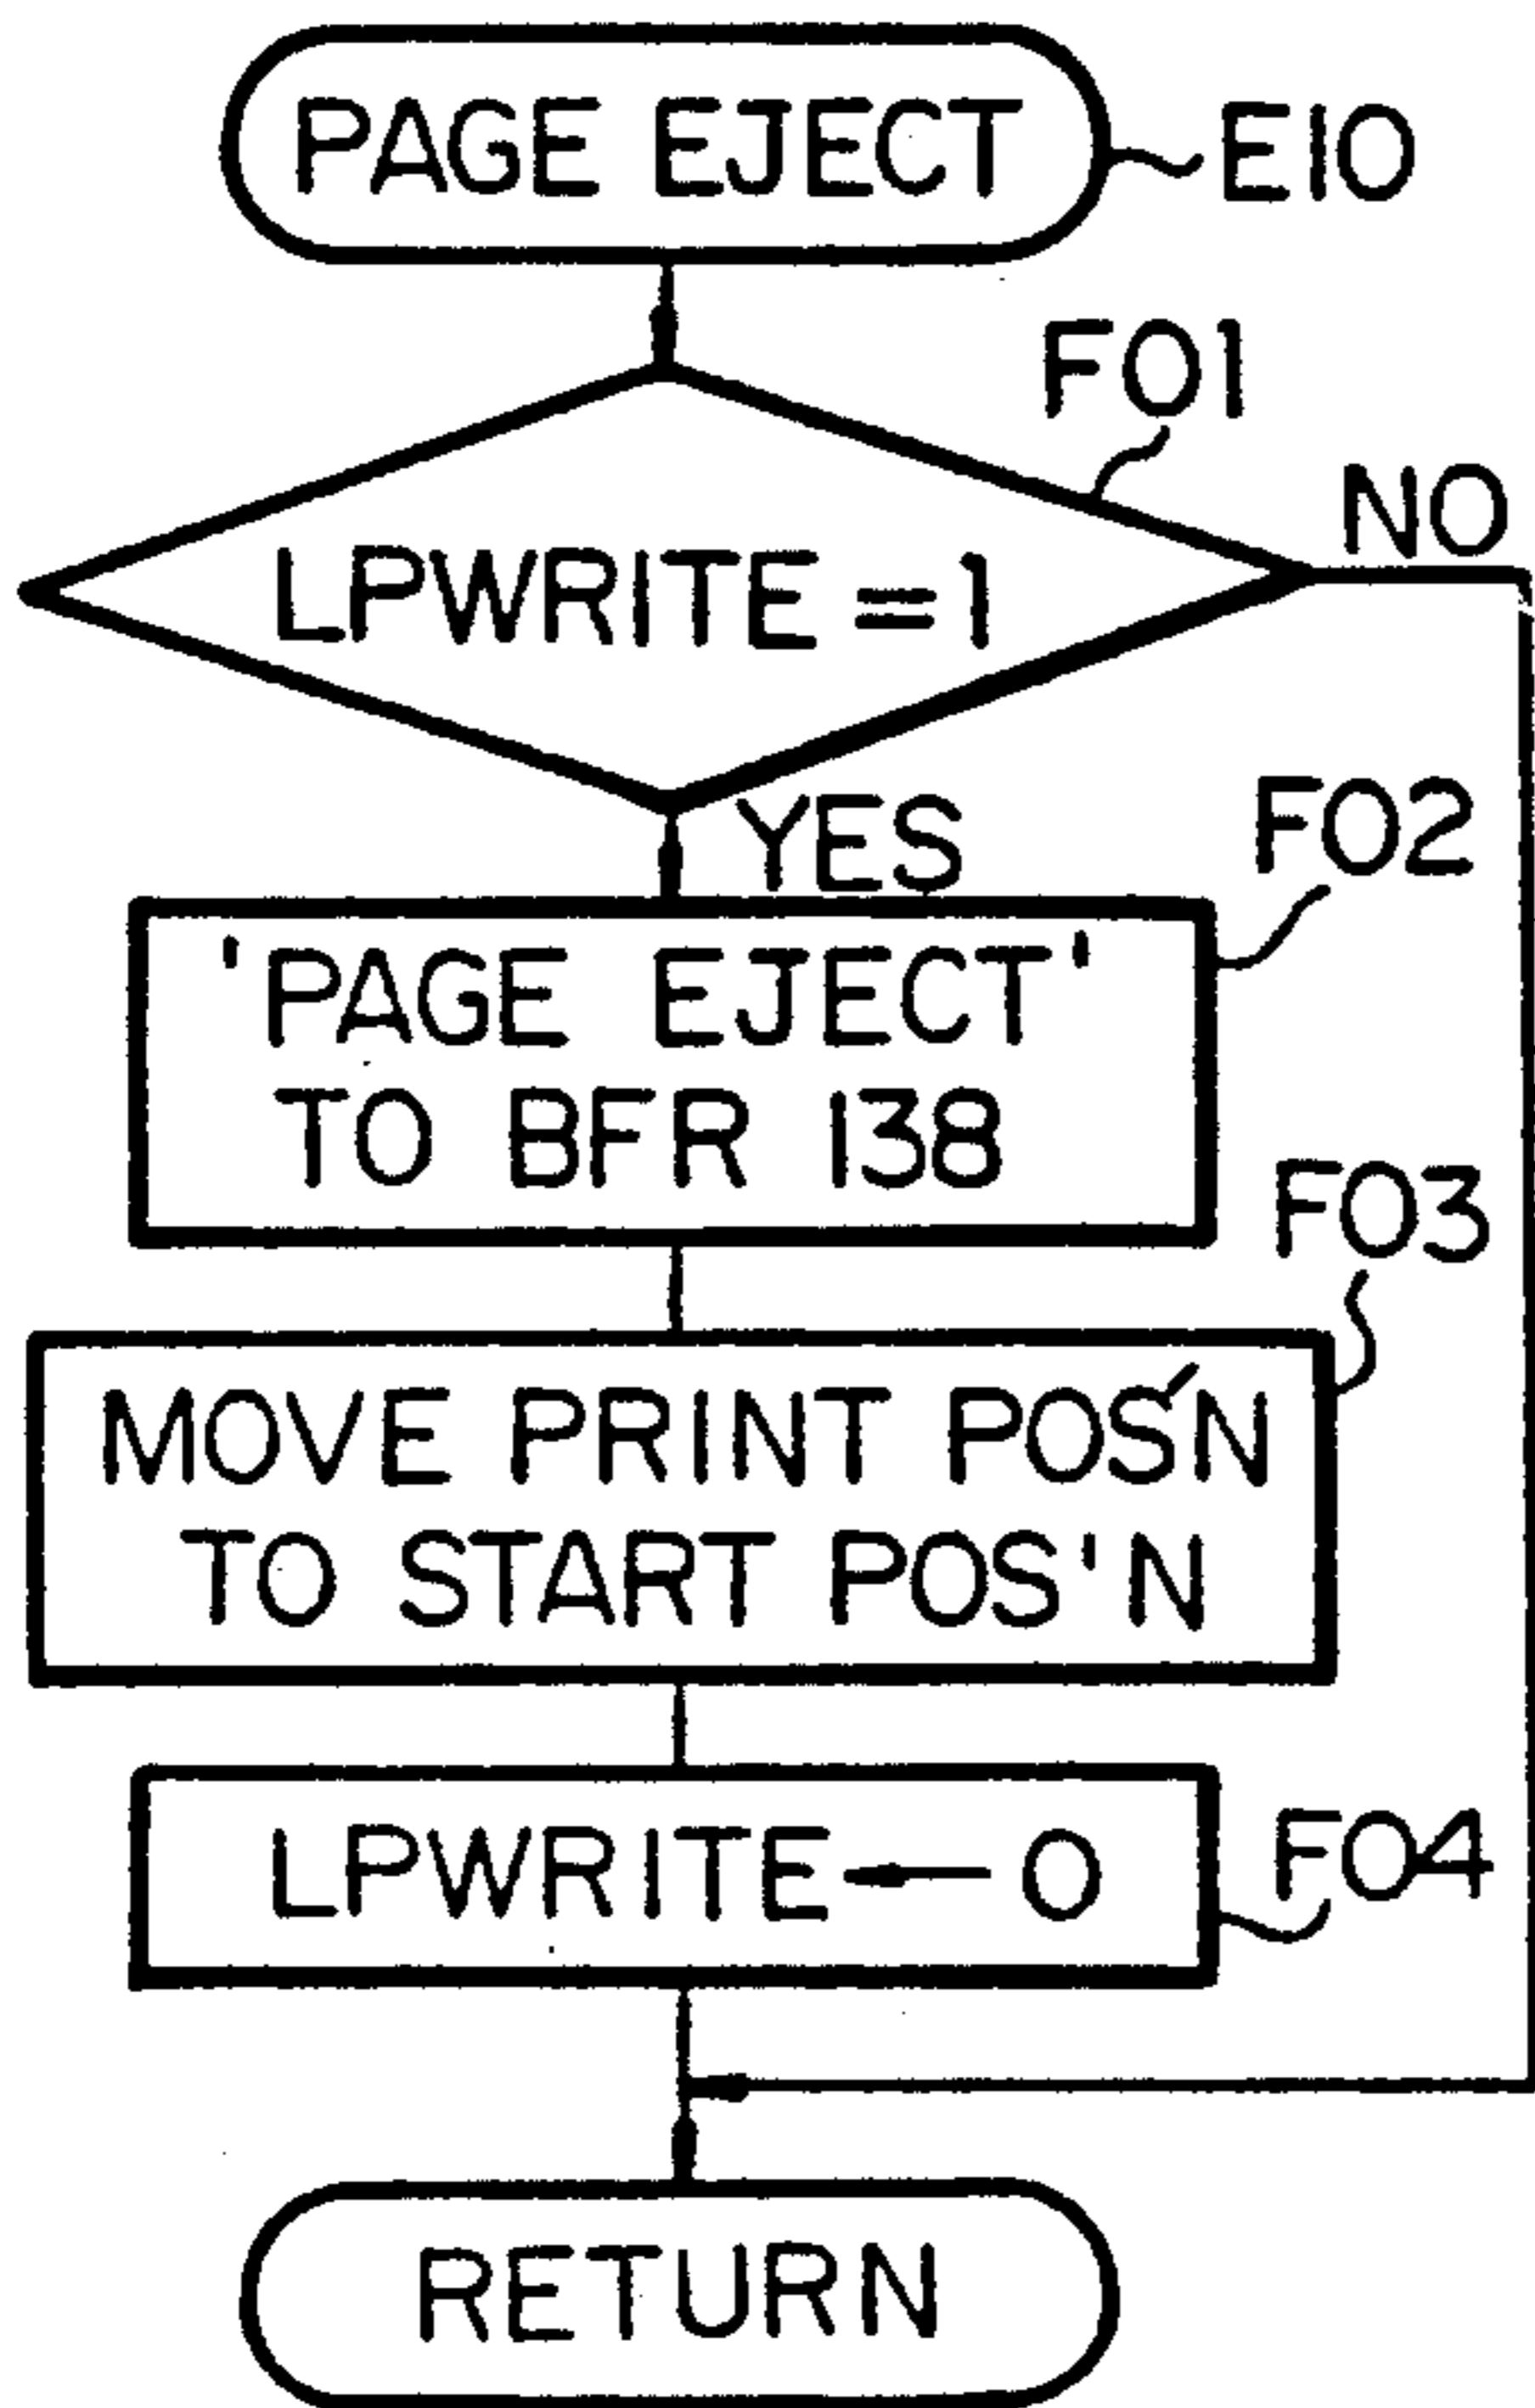 PAGE EJECT
E10
F01
NO
LPWRITE = 1
YES
F02
'PAGE EJECT'
TO BFR 138
F03
MOVE PRINT POS'N
TO START POS'N
LPWRITE ← 0
F04
RETURN